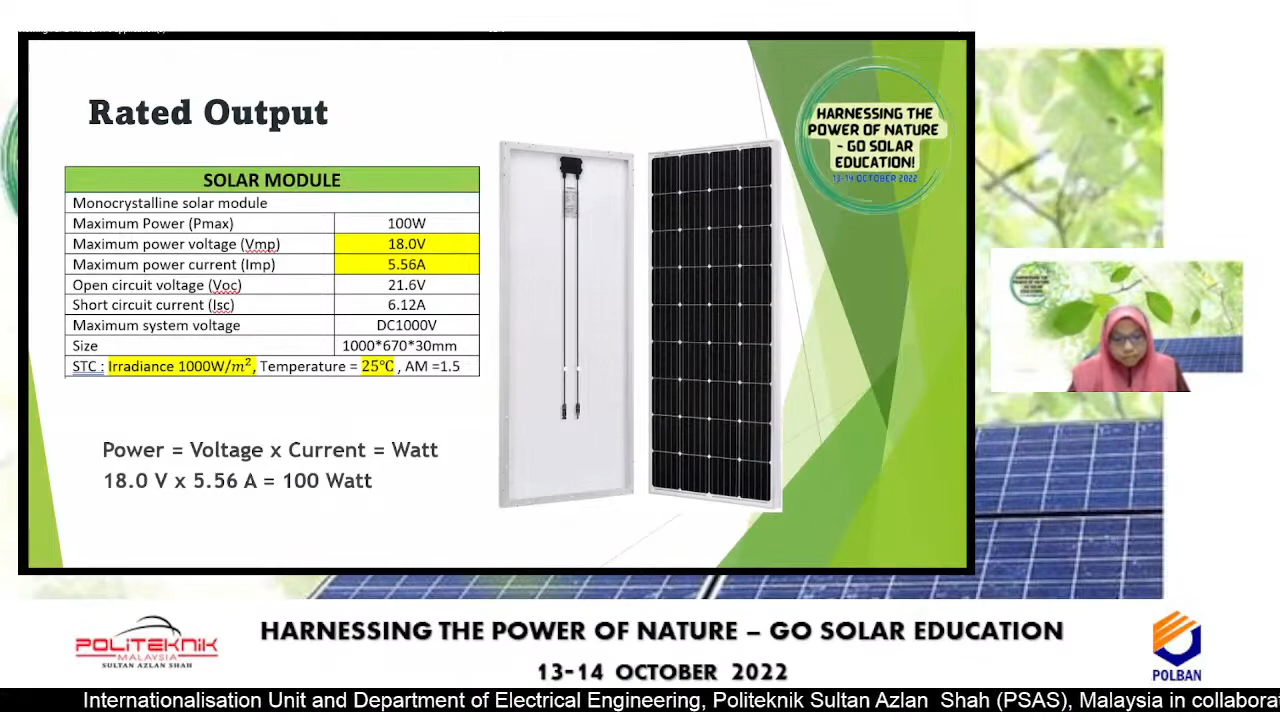 Rated Output
HARNESSING THE
POWER OF NATURE
- GO SOLAR
EDUCATION!
13-14 OCTOBER 2022
SOLAR MODULE
Monocrystalline solar module
Maximum Power (Pmax) 100W
Maximum power voltage (Vmp) 18.0V
Maximum power current (Imp) 5.56A
Open circuit voltage (Voc) 21.6V
Short circuit current (Isc) 6.12A
Maximum system voltage DC1000V
Size 1000*670*30mm
STC : Irradiance 1000W/m², Temperature = 25℃ , AM =1.5
Power = Voltage x Current = Watt
18.0 V x 5.56 A = 100 Watt
POLITEKNIK
MALAYSIA
SULTAN AZLAN SHAH
HARNESSING THE POWER OF NATURE – GO SOLAR EDUCATION
13-14 OCTOBER 2022
POLBAN
Internationalisation Unit and Department of Electrical Engineering, Politeknik Sultan Azlan Shah (PSAS), Malaysia in collabora